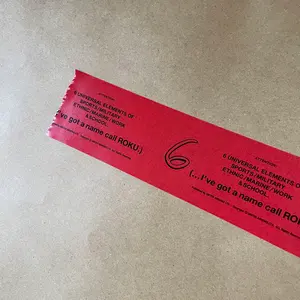 6 UNIVERSAL ELEMENTS OF
SPORTS/MILITARY
ETHNIC/MARINE/WORK
&SCHOOL
I've got a name call ROKU.)
6
6 UNIVERSAL ELEMENTS OF
SPORTS/MILITARY
ETHNIC/MARINE/WORK
&SCHOOL
(...I've got a name call ROKU